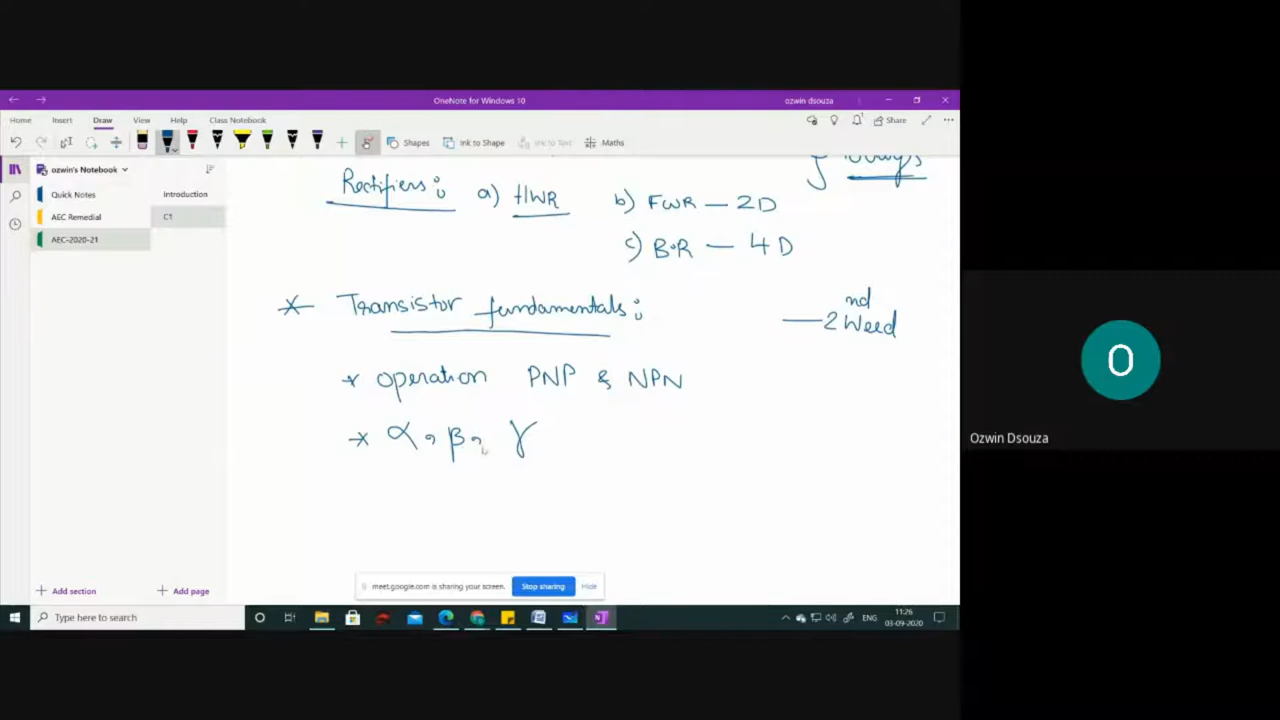 OneNote for Windows 10
ozwin dsouza
Home Insert Draw View Help Class Notebook
Share
Shapes Ink to Shape Ink to Text Maths
ozwin's Notebook
Quick Notes
AEC Remedial
AEC-2020-21
Introduction
C1
Rectifiers: a) HWR b) FWR — 2D
c) B.R — 4D
* Transistor fundamentals:
— 2nd Weed
* operation PNP & NPN
* α, β, γ
O
Ozwin Dsouza
meet.google.com is sharing your screen. Stop sharing Hide
+ Add section + Add page
Type here to search
ENG
11:26
03-09-2020